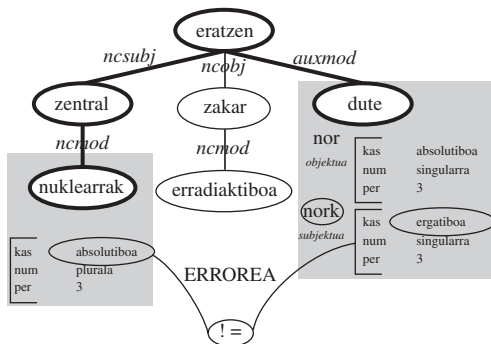 eratzen
ncsubj ncobj auxmod
zentral zakar dute
ncmod ncmod
nuklearrak erradiaktiboa
nor
objektua
kas absolutiboa
num singularra
per 3
nork
subjektua
kas ergatiboa
num singularra
per 3
kas absolutiboa
num plurala
per 3
ERROREA
! =